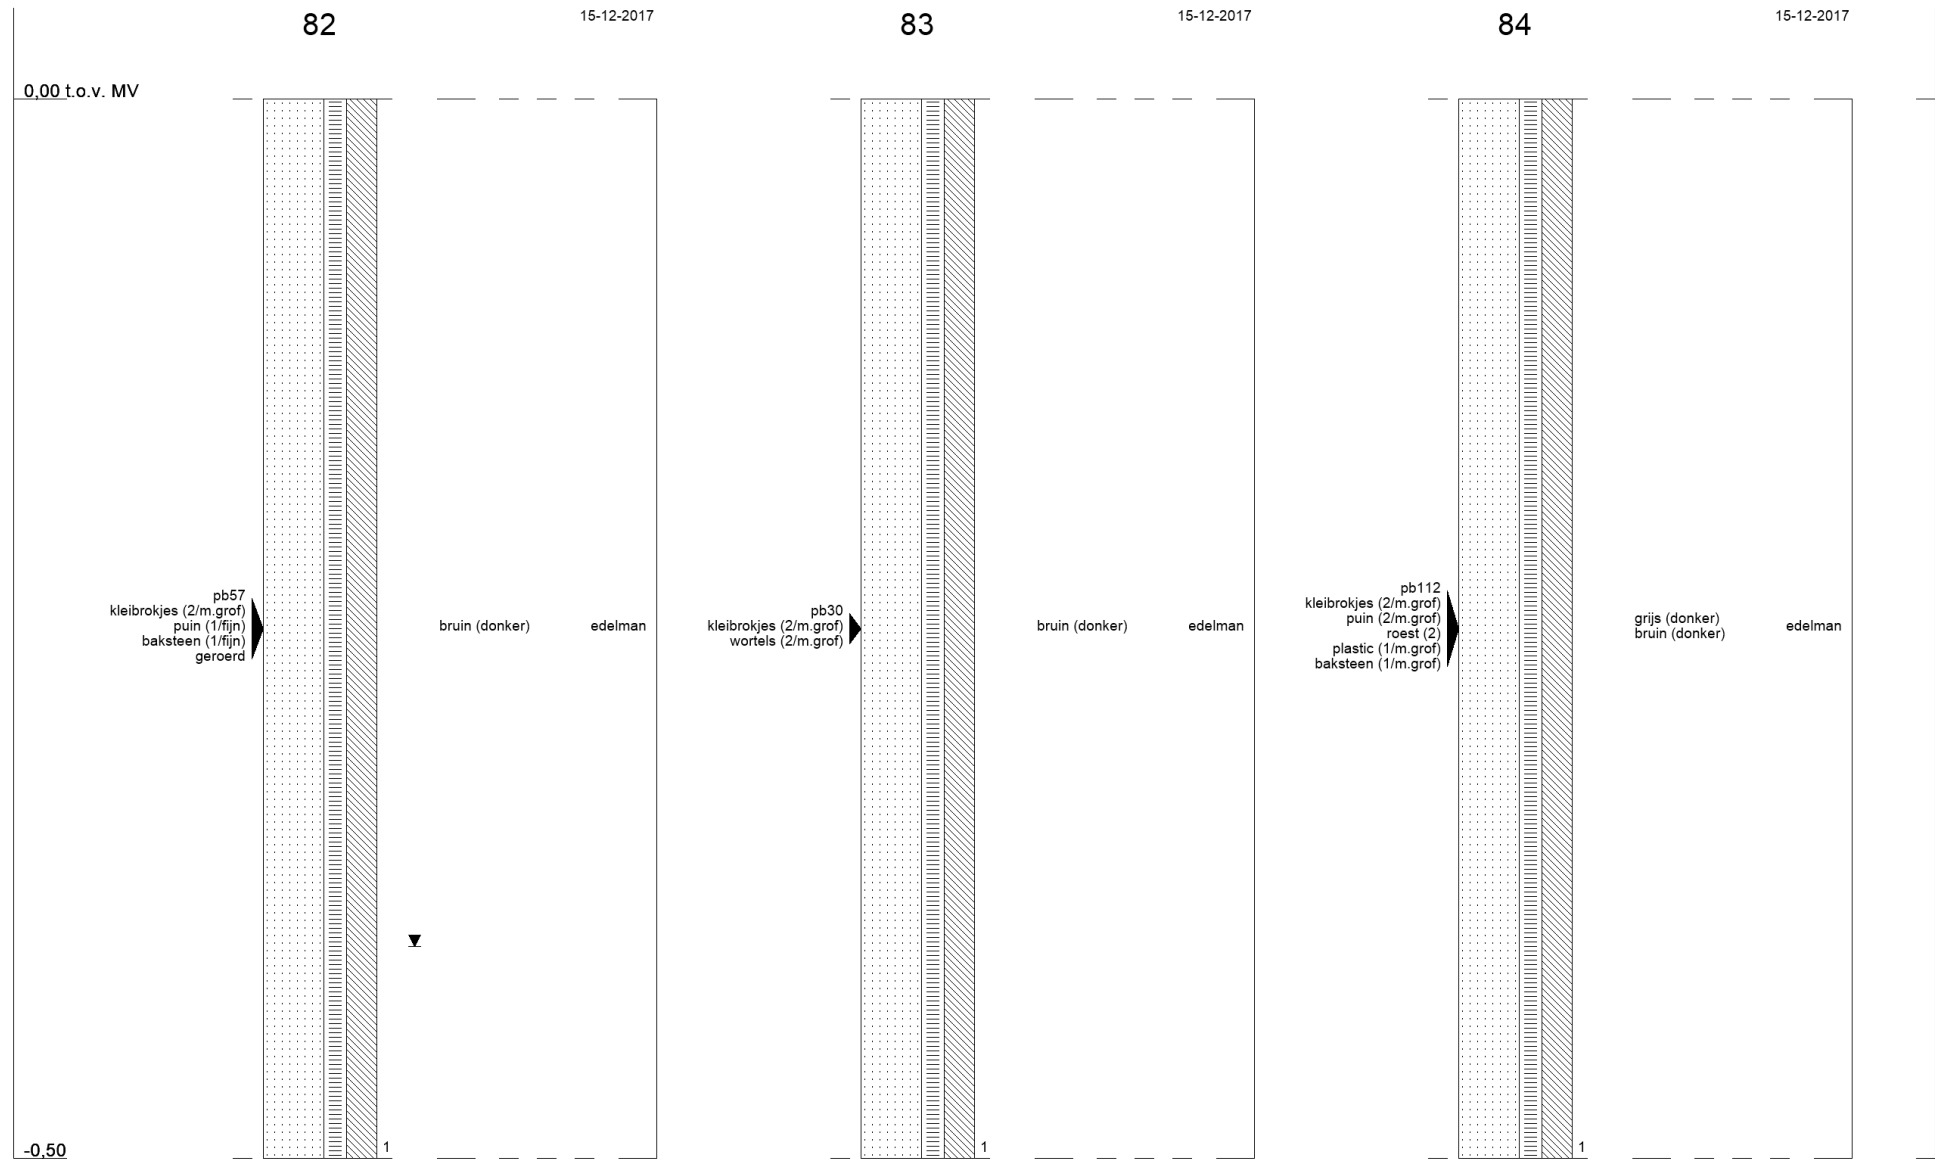 82
15-12-2017
83
15-12-2017
84
15-12-2017
0,00 t.o.v. MV
pb57
kleibrokjes (2/m.grof)
puin (1/fijn)
baksteen (1/fijn)
geroerd
bruin (donker)
edelman
pb30
kleibrokjes (2/m.grof)
wortels (2/m.grof)
bruin (donker)
edelman
pb112
kleibrokjes (2/m.grof)
puin (2/m.grof)
roest (2)
plastic (1/m.grof)
baksteen (1/m.grof)
grijs (donker)
bruin (donker)
edelman
-0,50
1
1
1